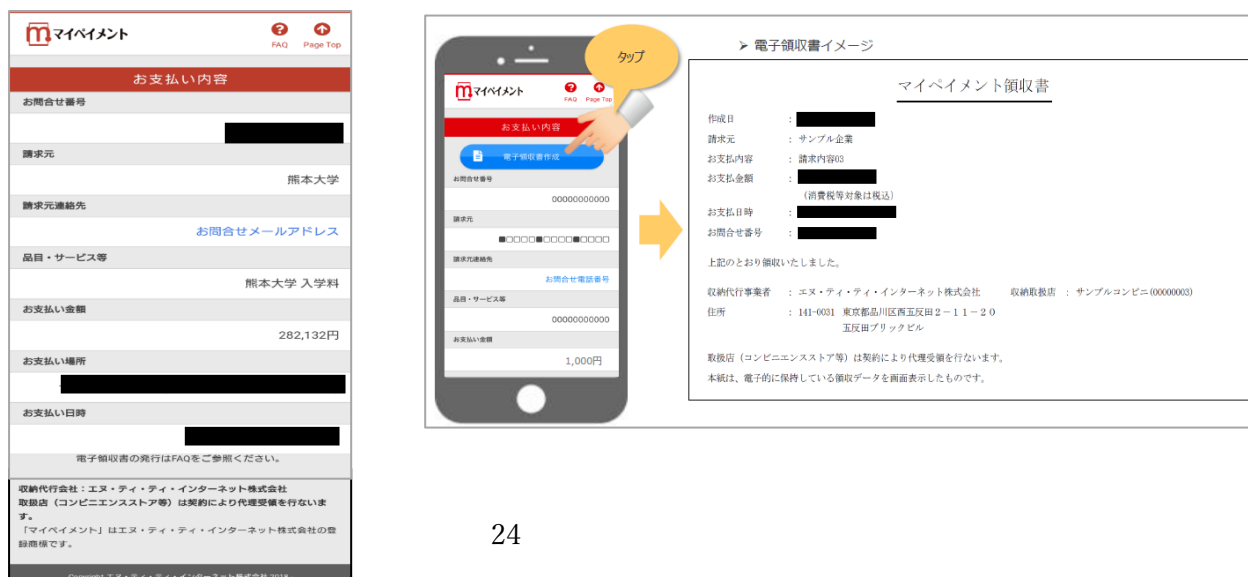 マイペイメント
FAQ
Page Top
お支払い内容
お問合せ番号
請求元
熊本大学
請求元連絡先
お問合せメールアドレス
品目・サービス等
熊本大学 入学料
お支払い金額
282,132円
お支払い場所
お支払い日時
電子領収書の発行はFAQをご参照ください。
収納代行会社：エヌ・ティ・ティ・インターネット株式会社
取扱店（コンビニエンスストア等）は契約により代理受領を行ないま
す。
「マイペイメント」はエヌ・ティ・ティ・インターネット株式会社の登
録商標です。
Copyright エヌ・ティ・ティ・インターネット株式会社 2018
タップ
マイペイメント
FAQ
Page Top
お支払い内容
電子領収書作成
お問合せ番号
00000000000
請求元
■□□□□■□□□□■□□□□
請求元連絡先
お問合せ電話番号
品目・サービス等
00000000000
お支払い金額
1,000円
➢ 電子領収書イメージ
マイペイメント領収書
作成日 ：
請求元 ： サンプル企業
お支払内容 ： 請求内容03
お支払金額 ：
（消費税等対象は税込）
お支払日時 ：
お問合せ番号 ：
上記のとおり領収いたしました。
収納代行事業者 ： エヌ・ティ・ティ・インターネット株式会社 収納取扱店 ： サンプルコンビニ(00000003)
住所 ： 141-0031 東京都品川区西五反田２－１１－２０
五反田ブリックビル
取扱店（コンビニエンスストア等）は契約により代理受領を行ないます。
本紙は、電子的に保持している領収データを画面表示したものです。
24